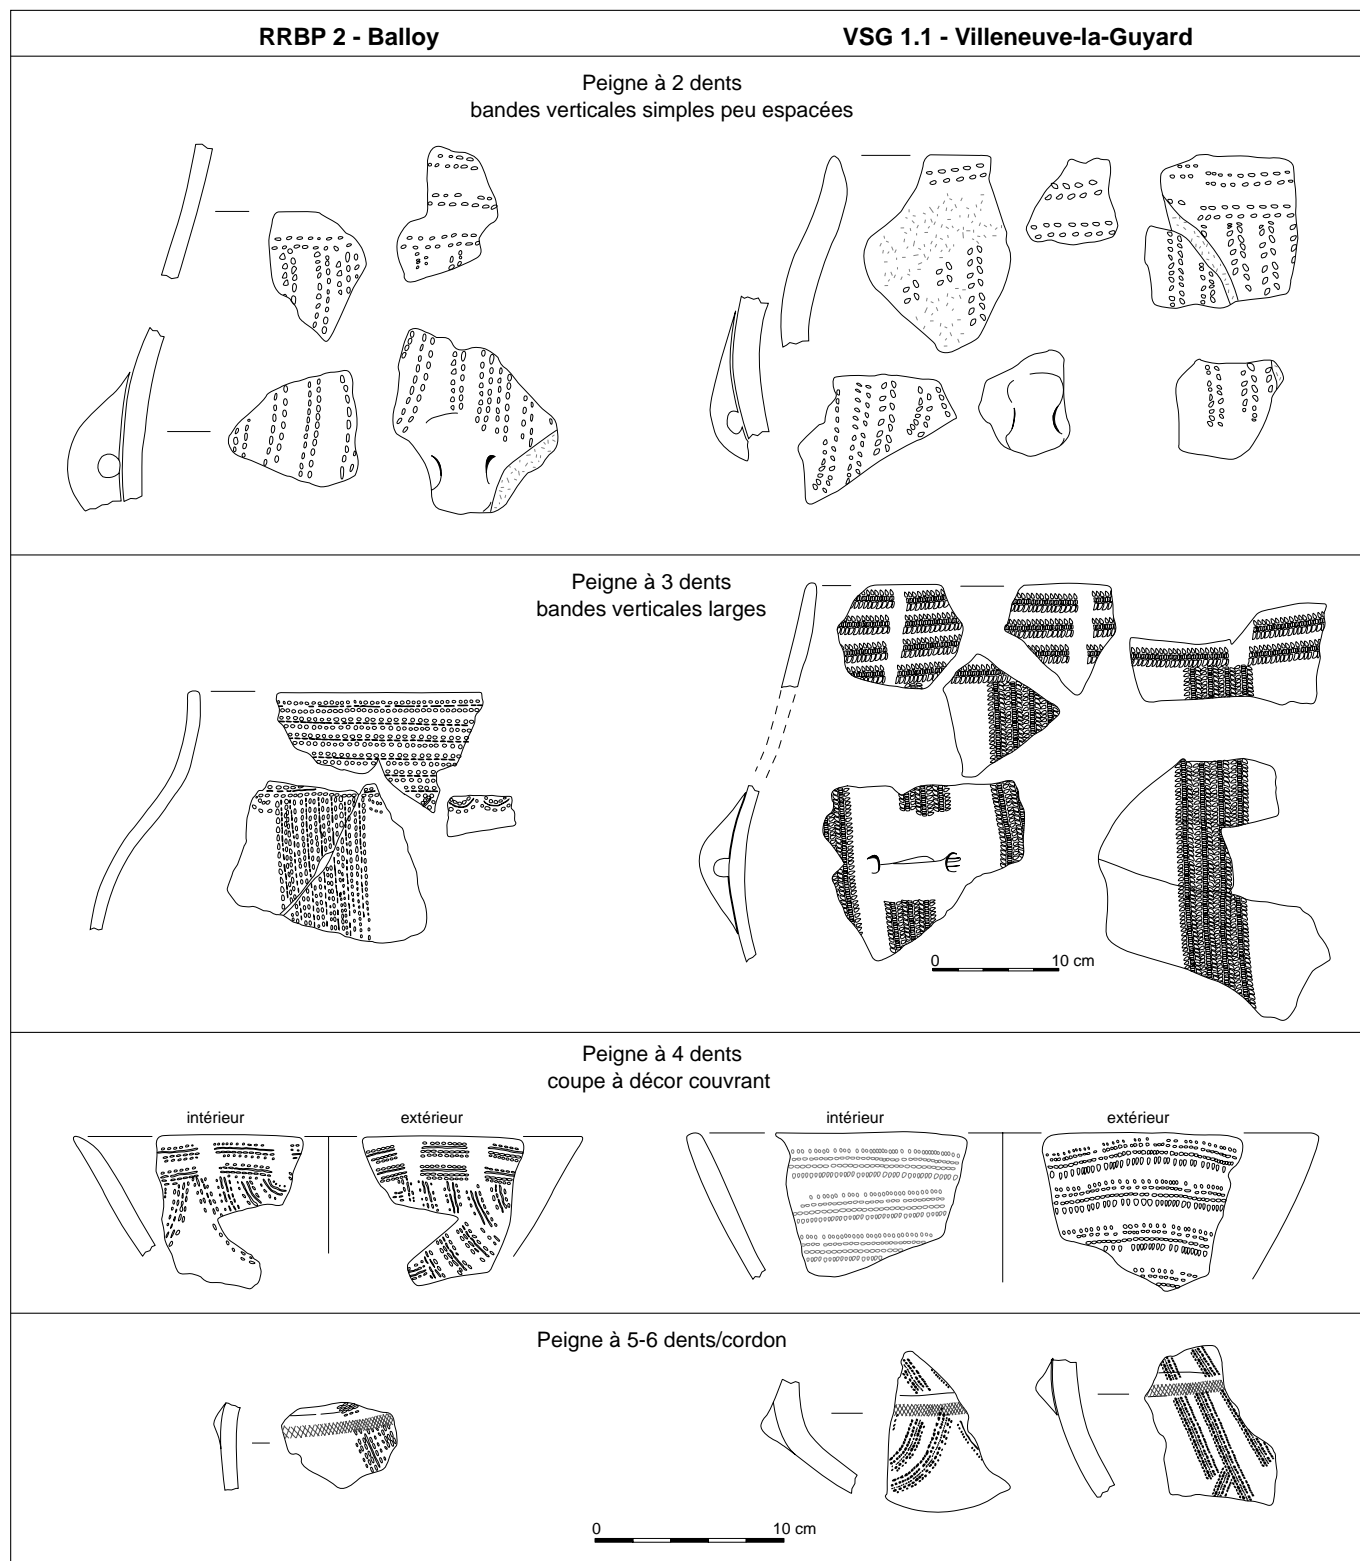 RRBP 2 - Balloy
VSG 1.1 - Villeneuve-la-Guyard
Peigne à 2 dents
bandes verticales simples peu espacées
Peigne à 3 dents
bandes verticales larges
0 10 cm
Peigne à 4 dents
coupe à décor couvrant
intérieur extérieur intérieur extérieur
Peigne à 5-6 dents/cordon
0 10 cm